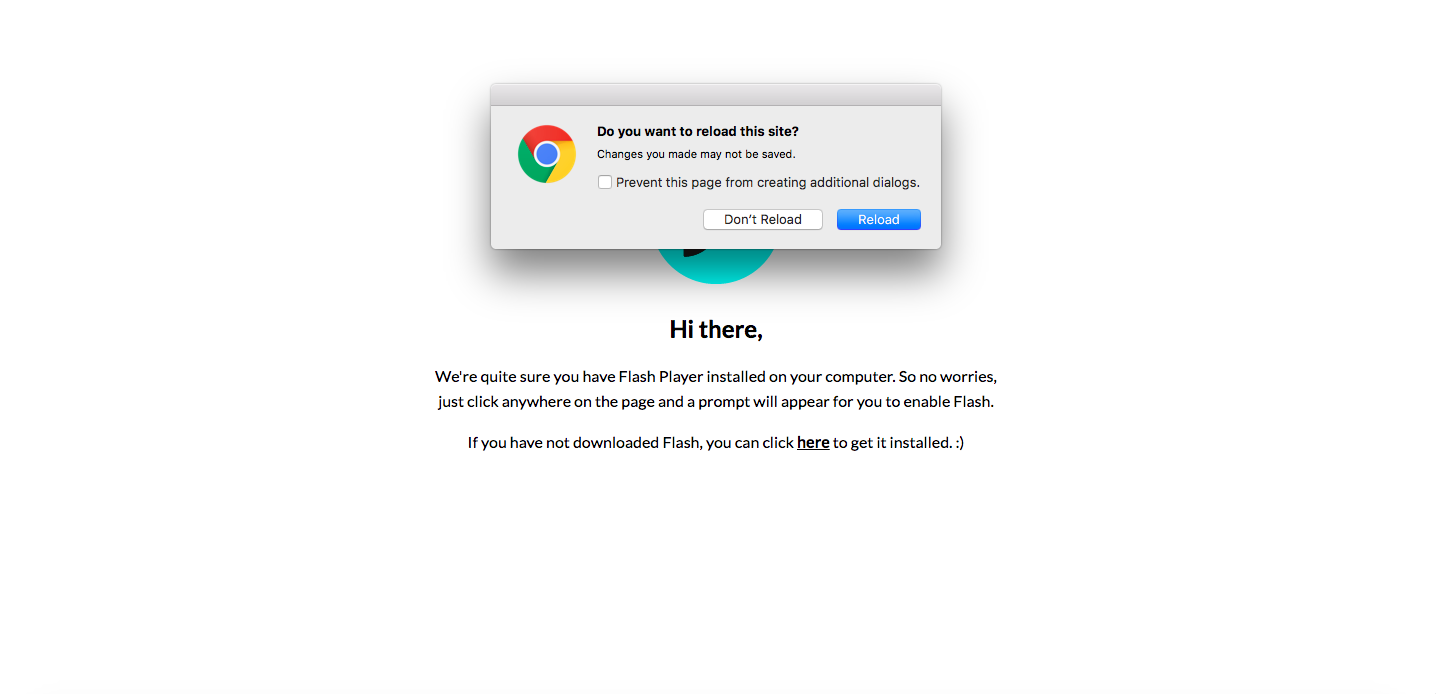 Do you want to reload this site?
Changes you made may not be saved.
Prevent this page from creating additional dialogs.
Don't Reload
Reload
Hi there,
We're quite sure you have Flash Player installed on your computer. So no worries,
just click anywhere on the page and a prompt will appear for you to enable Flash.
If you have not downloaded Flash, you can click here to get it installed. :)